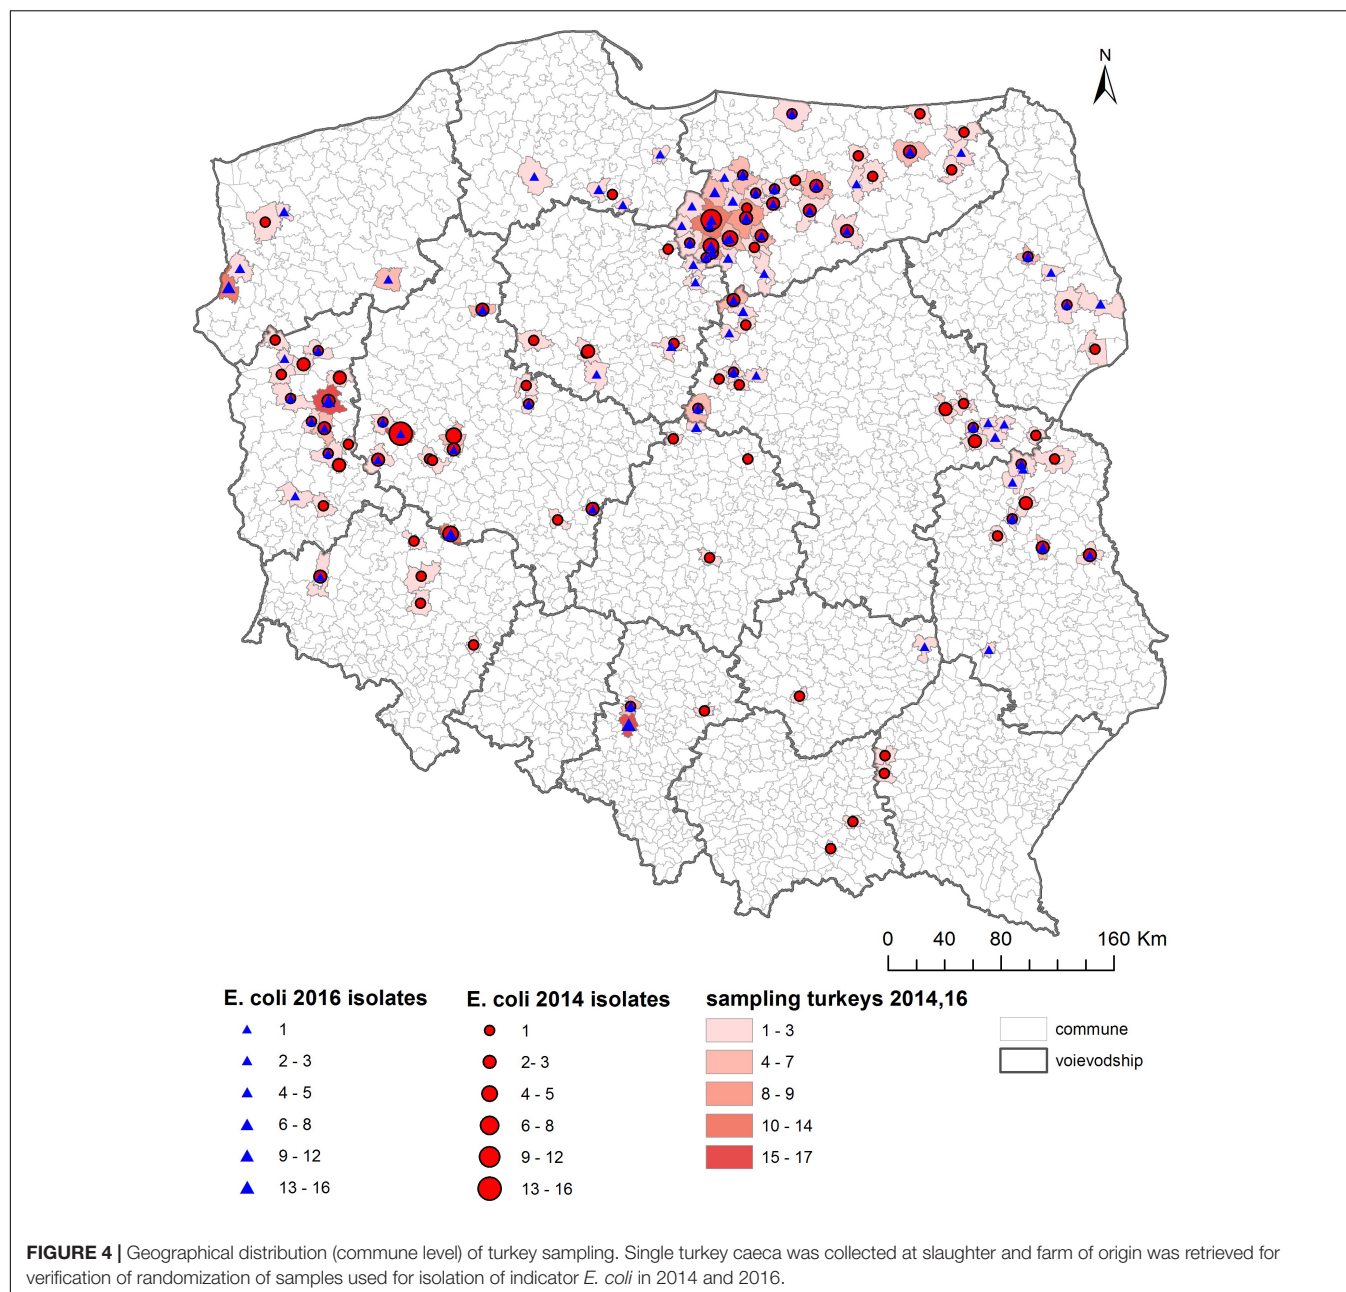 N
0 40 80 160 Km
E. coli 2016 isolates
1
2 - 3
4 - 5
6 - 8
9 - 12
13 - 16
E. coli 2014 isolates
1
2- 3
4 - 5
6 - 8
9 - 12
13 - 16
sampling turkeys 2014,16
1 - 3
4 - 7
8 - 9
10 - 14
15 - 17
commune
voievodship
FIGURE 4 | Geographical distribution (commune level) of turkey sampling. Single turkey caeca was collected at slaughter and farm of origin was retrieved for
verification of randomization of samples used for isolation of indicator E. coli in 2014 and 2016.